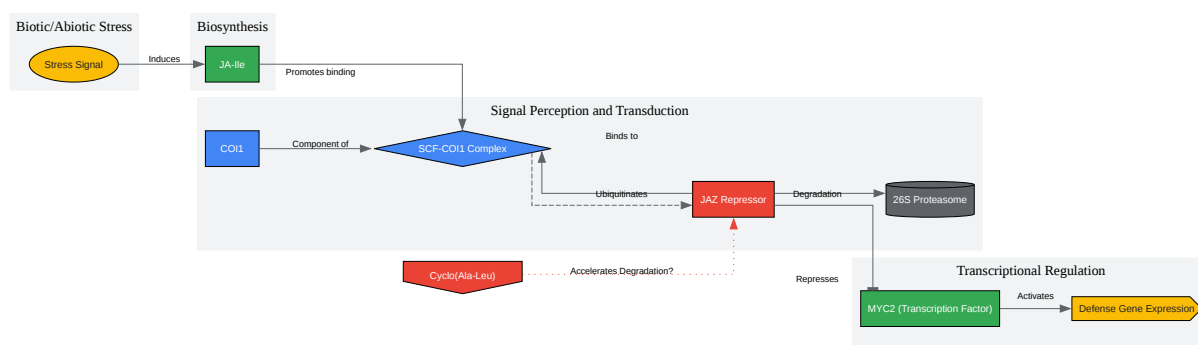 Biotic/Abiotic Stress
Biosynthesis
Stress Signal
Induces
JA-Ile
Promotes binding
Signal Perception and Transduction
Binds to
COI1
Component of
SCF-COI1 Complex
Ubiquitinates
JAZ Repressor
Degradation
26S Proteasome
Cyclo(Ala-Leu)
Accelerates Degradation?
Represses
Transcriptional Regulation
MYC2 (Transcription Factor)
Activates
Defense Gene Expression